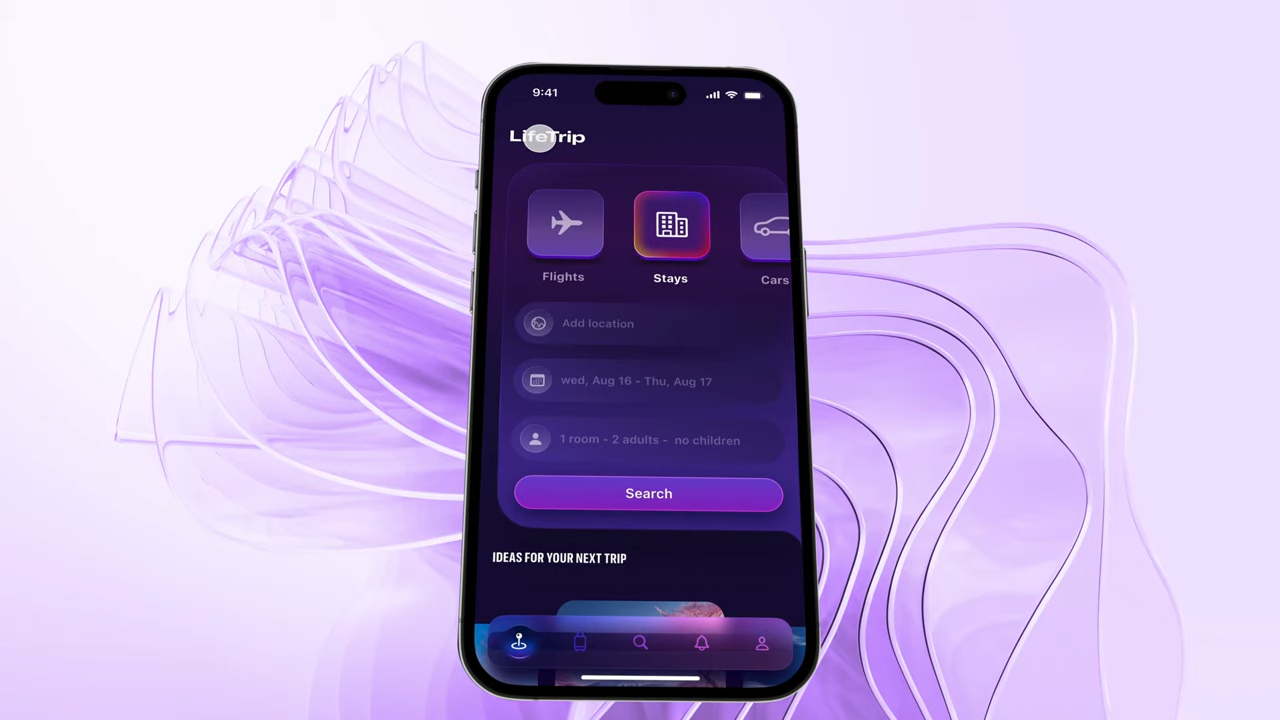 9:41
LifeTrip
Flights
Stays
Cars
Add location
wed, Aug 16 - Thu, Aug 17
1 room - 2 adults - no children
Search
IDEAS FOR YOUR NEXT TRIP